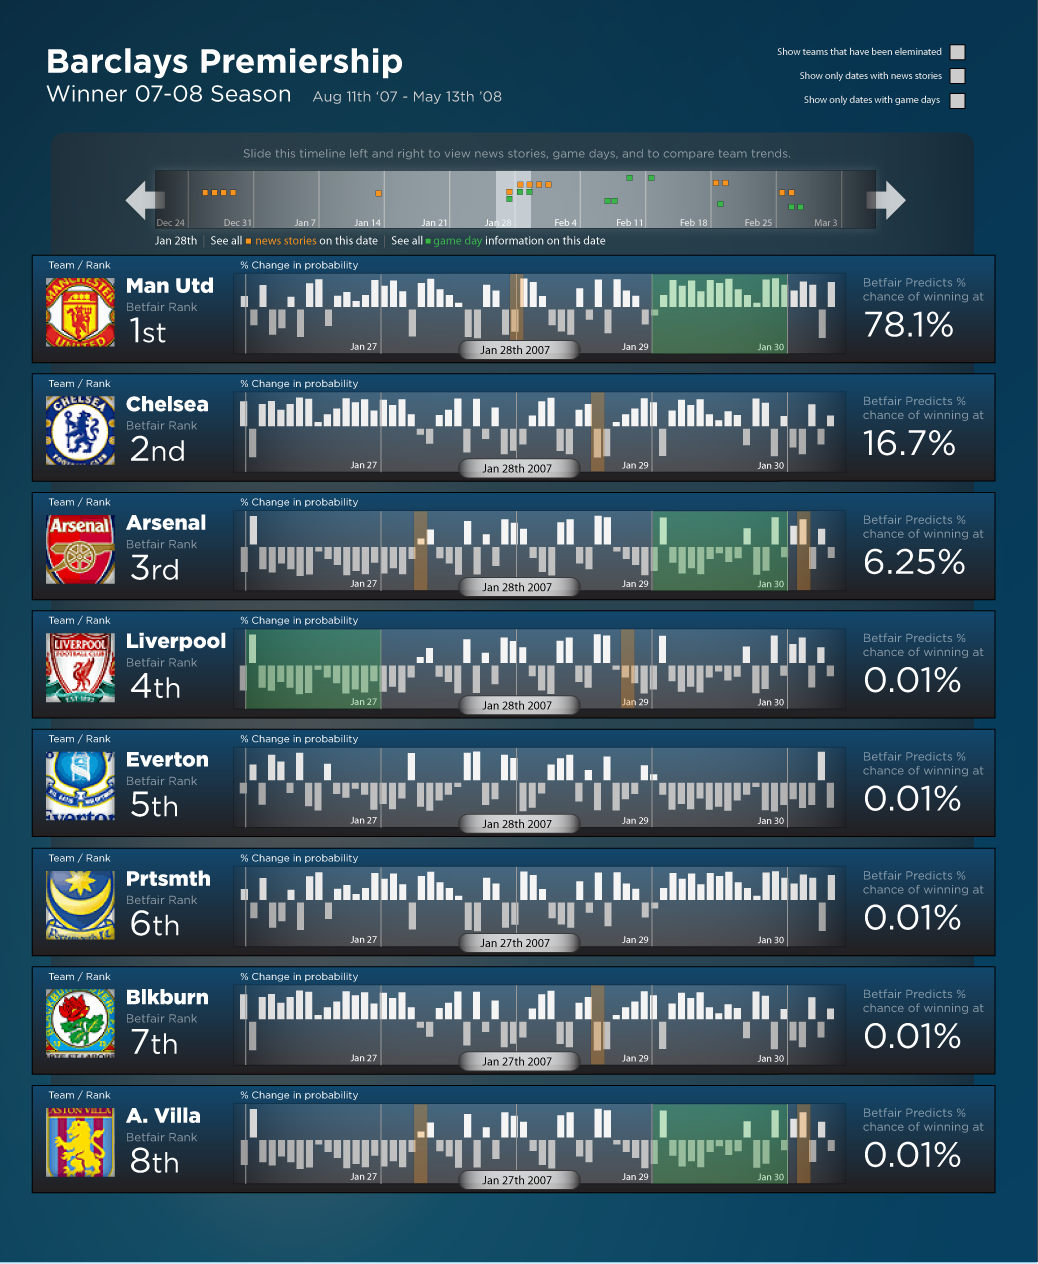 Barclays Premiership
Winner 07-08 Season Aug 11th ‘07 - May 13th ’08
Show teams that have been eleminated
Show only dates with news stories
Show only dates with game days
Slide this timeline left and right to view news stories, game days, and to compare team trends.
Dec 24 Dec 31 Jan 7 Jan 14 Jan 21 Jan 28 Feb 4 Feb 11 Feb 18 Feb 25 Mar 3
Jan 28th | See all news stories on this date | See all game day information on this date
Team / Rank
% Change in probability
MANCHESTER UNITED
Man Utd
Betfair Rank
1st
Jan 27 Jan 28th 2007 Jan 29 Jan 30
Betfair Predicts %
chance of winning at
78.1%
Team / Rank
% Change in probability
CHELSEA
FOOTBALL CLUB
Chelsea
Betfair Rank
2nd
Jan 27 Jan 28th 2007 Jan 29 Jan 30
Betfair Predicts %
chance of winning at
16.7%
Team / Rank
% Change in probability
Arsenal
Arsenal
Betfair Rank
3rd
Jan 27 Jan 28th 2007 Jan 29 Jan 30
Betfair Predicts %
chance of winning at
6.25%
Team / Rank
% Change in probability
LIVERPOOL
FOOTBALL CLUB
EST 1892
Liverpool
Betfair Rank
4th
Jan 27 Jan 28th 2007 Jan 29 Jan 30
Betfair Predicts %
chance of winning at
0.01%
Team / Rank
% Change in probability
Everton
Everton
Betfair Rank
5th
Jan 27 Jan 28th 2007 Jan 29 Jan 30
Betfair Predicts %
chance of winning at
0.01%
Team / Rank
% Change in probability
Prtsmth
Betfair Rank
6th
Jan 27 Jan 27th 2007 Jan 29 Jan 30
Betfair Predicts %
chance of winning at
0.01%
Team / Rank
% Change in probability
Blkburn
Betfair Rank
7th
Jan 27 Jan 27th 2007 Jan 29 Jan 30
Betfair Predicts %
chance of winning at
0.01%
Team / Rank
% Change in probability
ASTON VILLA
A. Villa
Betfair Rank
8th
Jan 27 Jan 27th 2007 Jan 29 Jan 30
Betfair Predicts %
chance of winning at
0.01%